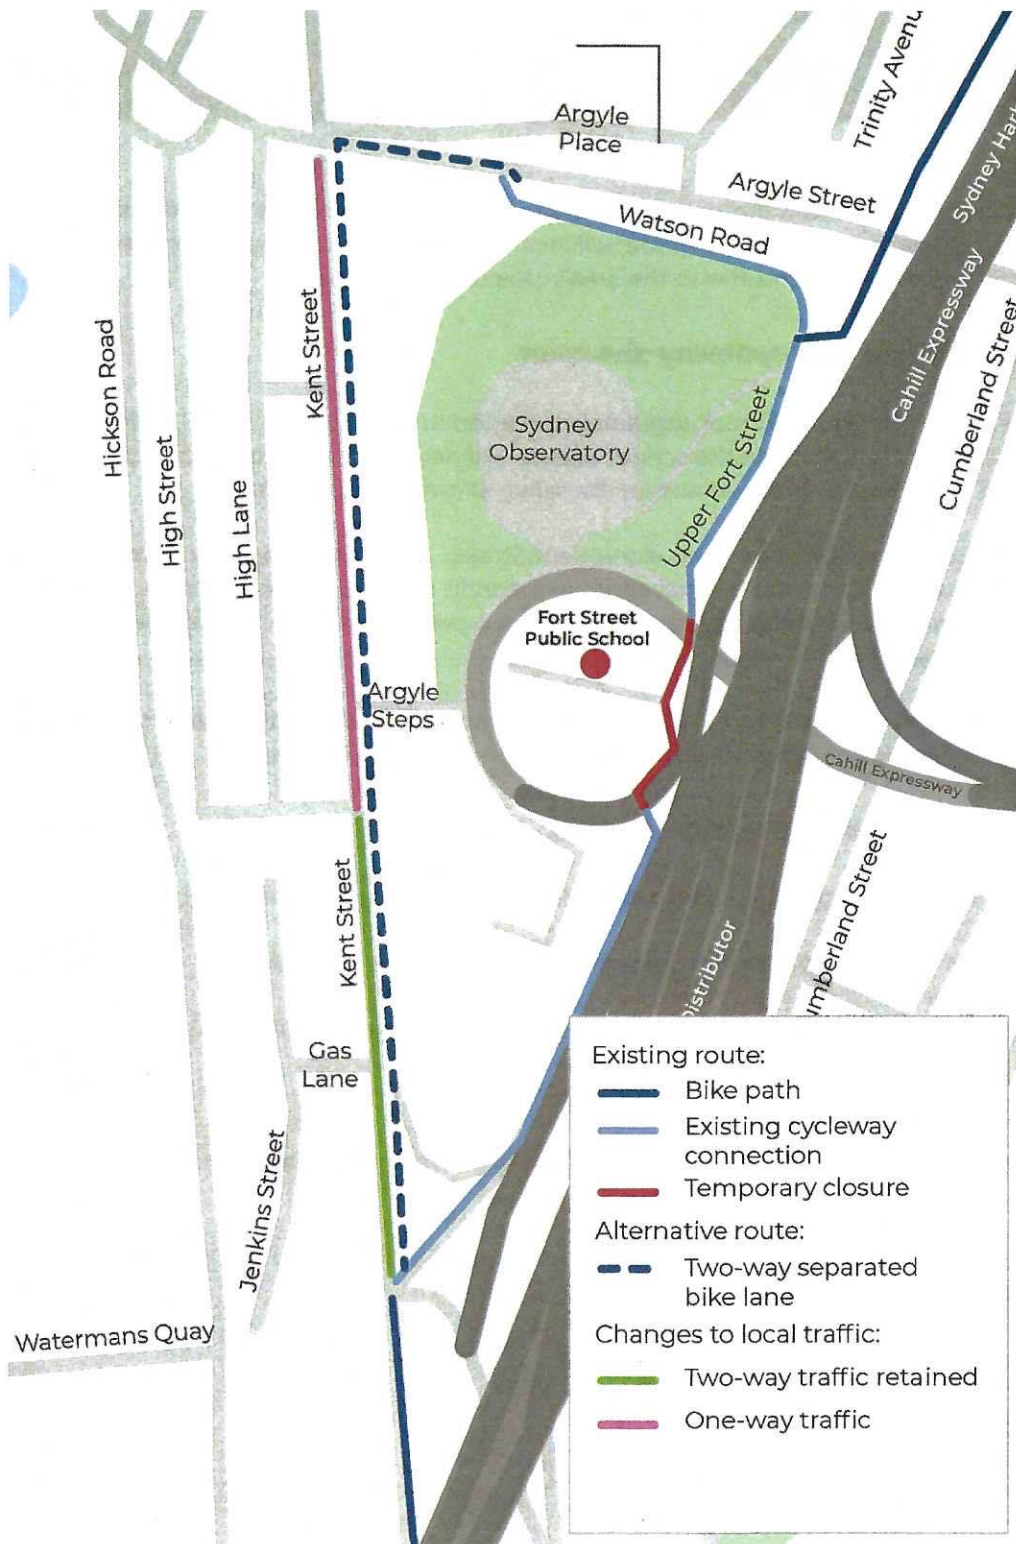 Trinity Avenu
Argyle
Place
Sydney Harl
Argyle Street
Watson Road
Cahill Expressway
Kent Street
Hickson Road
Cumberland Street
Sydney
Observatory
Upper Fort Street
High Street
High Lane
Fort Street
Public School
Argyle
Steps
Cahill Expressway
Kent Street
umberland Street
Distributor
Gas
Lane
Jenkins Street
Watermans Quay
Existing route:
Bike path
Existing cycleway
connection
Temporary closure
Alternative route:
Two-way separated
bike lane
Changes to local traffic:
Two-way traffic retained
One-way traffic